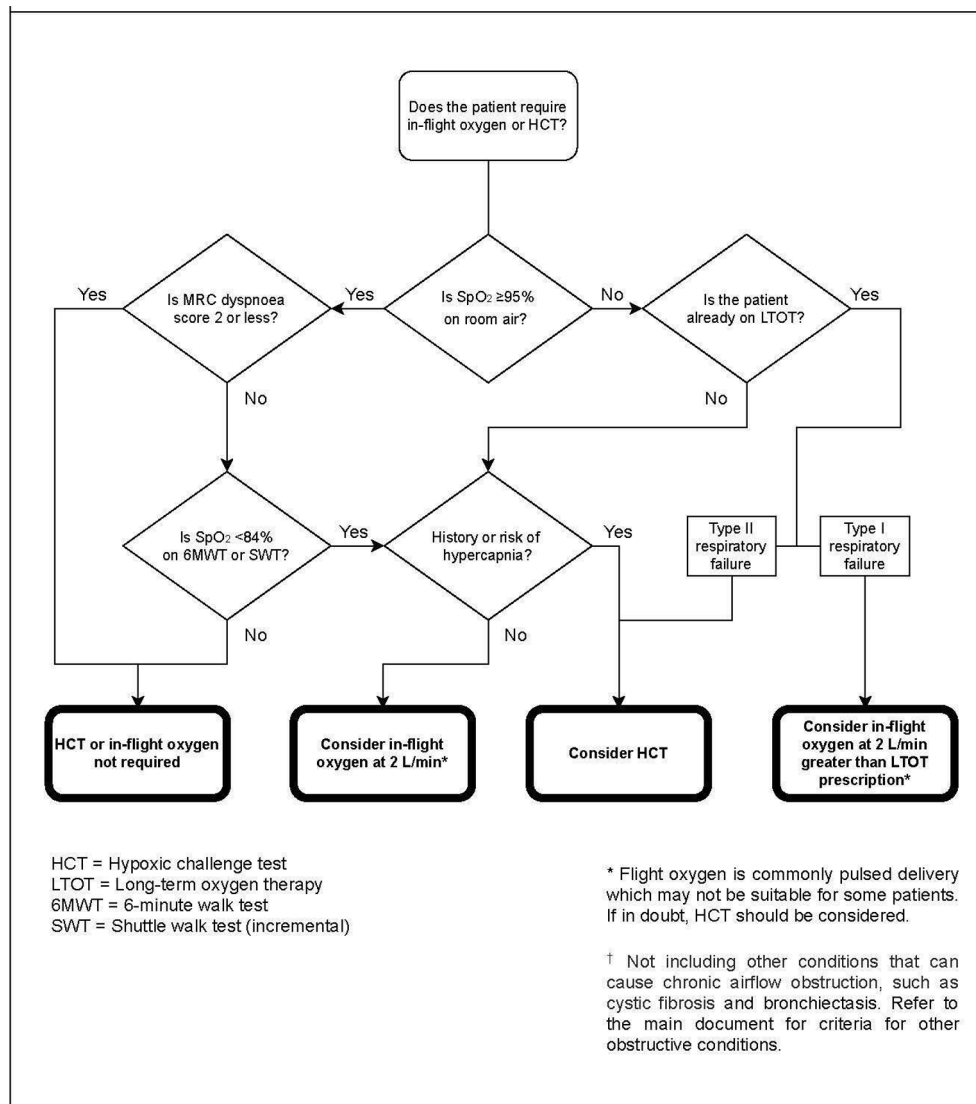 Does the patient require
in-flight oxygen or HCT?
Yes
Is MRC dyspnoea
score 2 or less?
Yes
Is SpO₂ ≥95%
on room air?
No
Is the patient
already on LTOT?
Yes
No
No
Is SpO₂ <84%
on 6MWT or SWT?
Yes
History or risk of
hypercapnia?
Yes
Type II
respiratory
failure
Type I
respiratory
failure
No
No
HCT or in-flight oxygen
not required
Consider in-flight
oxygen at 2 L/min*
Consider HCT
Consider in-flight
oxygen at 2 L/min
greater than LTOT
prescription*
HCT = Hypoxic challenge test
LTOT = Long-term oxygen therapy
6MWT = 6-minute walk test
SWT = Shuttle walk test (incremental)
* Flight oxygen is commonly pulsed delivery
which may not be suitable for some patients.
If in doubt, HCT should be considered.
† Not including other conditions that can
cause chronic airflow obstruction, such as
cystic fibrosis and bronchiectasis. Refer to
the main document for criteria for other
obstructive conditions.